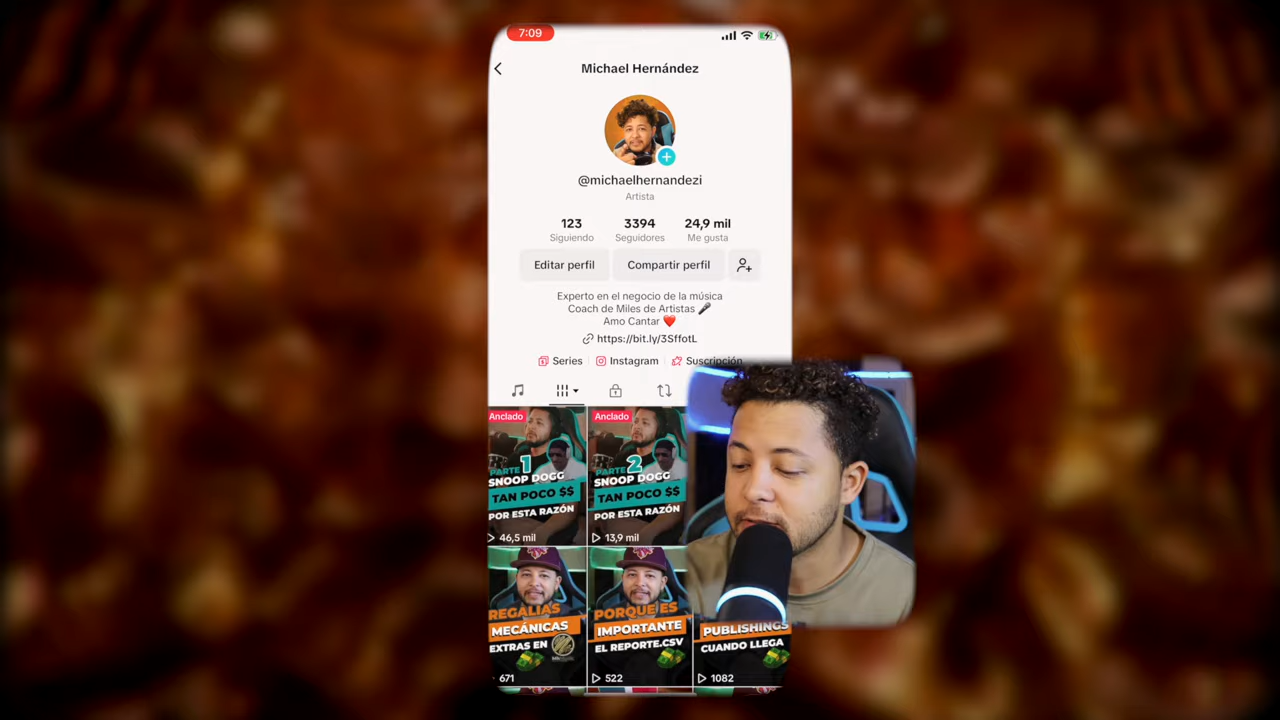 7:09
Michael Hernández
@michaelhernandezi
Artista
123 3394 24,9 mil
Siguiendo Seguidores Me gusta
Editar perfil Compartir perfil
Experto en el negocio de la música
Coach de Miles de Artistas 🎤
Amo Cantar ❤️
https://bit.ly/3SffotL
Series Instagram Suscripción
Anclado Anclado
PARTE 1 PARTE 2
SNOOP DOGG SNOOP DOGG
TAN POCO $$ TAN POCO $$
POR ESTA RAZÓN POR ESTA RAZÓN
46,5 mil 13,9 mil
REGALIAS PORQUE ES
MECÁNICAS IMPORTANTE PUBLISHINGS
EXTRAS EN EL REPORTE.CSV CUANDO LLEGA
671 522 1082